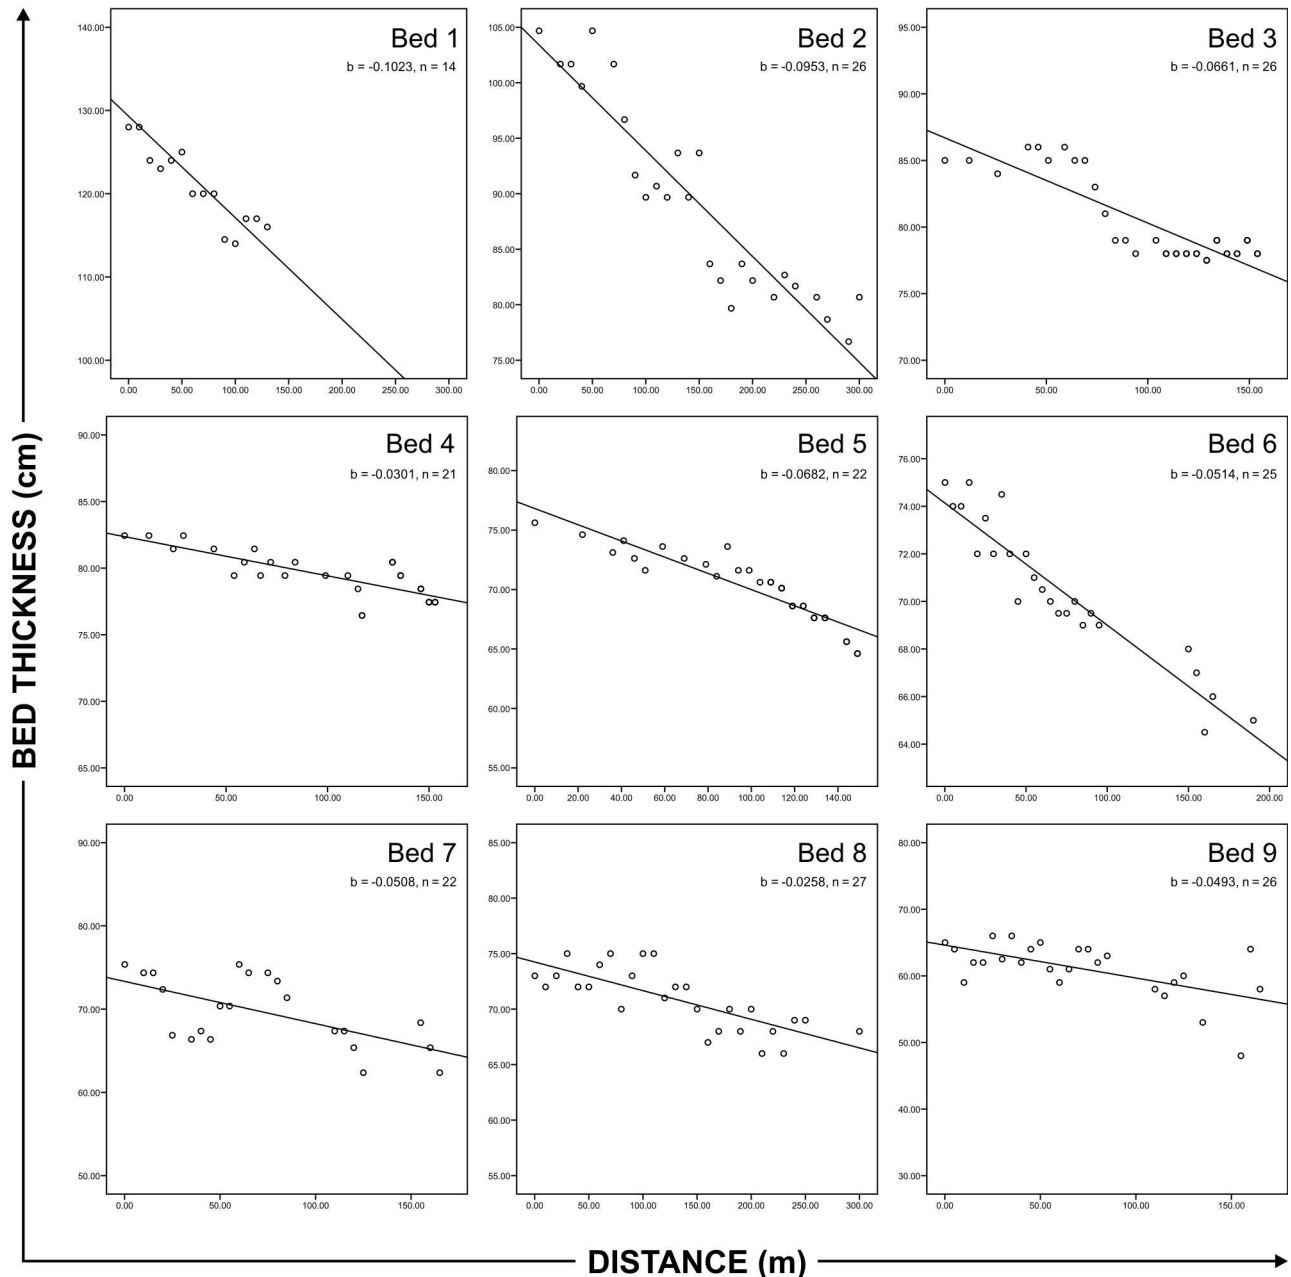 BED THICKNESS (cm)
Bed 1
b = -0.1023, n = 14
140.00
130.00
120.00
110.00
100.00
0.00 50.00 100.00 150.00 200.00 250.00 300.00
Bed 2
b = -0.0953, n = 26
105.00
100.00
95.00
90.00
85.00
80.00
75.00
0.00 50.00 100.00 150.00 200.00 250.00 300.00
Bed 3
b = -0.0661, n = 26
95.00
90.00
85.00
80.00
75.00
70.00
0.00 50.00 100.00 150.00
Bed 4
b = -0.0301, n = 21
90.00
85.00
80.00
75.00
70.00
65.00
0.00 50.00 100.00 150.00
Bed 5
b = -0.0682, n = 22
80.00
75.00
70.00
65.00
60.00
55.00
0.00 20.00 40.00 60.00 80.00 100.00 120.00 140.00
Bed 6
b = -0.0514, n = 25
76.00
74.00
72.00
70.00
68.00
66.00
64.00
0.00 50.00 100.00 150.00 200.00
Bed 7
b = -0.0508, n = 22
90.00
80.00
70.00
60.00
50.00
0.00 50.00 100.00 150.00
Bed 8
b = -0.0258, n = 27
85.00
80.00
75.00
70.00
65.00
60.00
55.00
0.00 50.00 100.00 150.00 200.00 250.00 300.00
Bed 9
b = -0.0493, n = 26
80.00
70.00
60.00
50.00
40.00
30.00
0.00 50.00 100.00 150.00
DISTANCE (m)